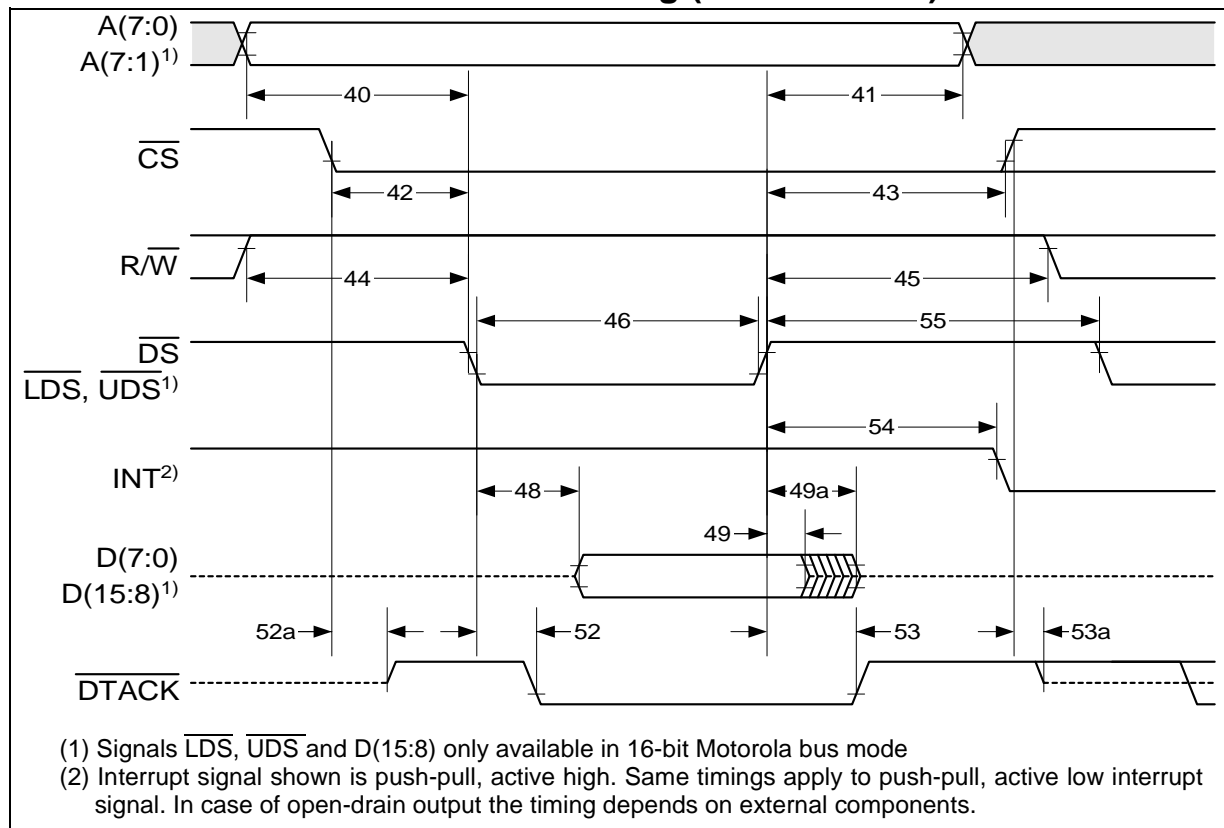 A(7:0)
A(7:1)1)
40
41
CS
42
43
R/W
44
45
46
55
DS
LDS, UDS1)
54
INT2)
48
49a
49
D(7:0)
D(15:8)1)
52a
52
53
53a
DTACK
(1) Signals LDS, UDS and D(15:8) only available in 16-bit Motorola bus mode
(2) Interrupt signal shown is push-pull, active high. Same timings apply to push-pull, active low interrupt
signal. In case of open-drain output the timing depends on external components.